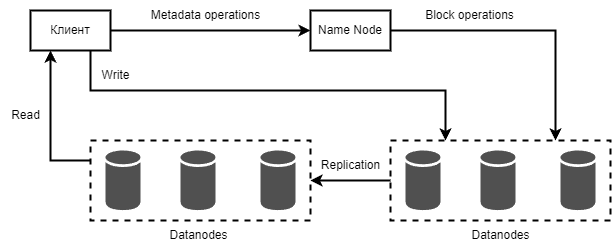 Metadata operations
Block operations
Клиент
Name Node
Write
Read
Replication
Datanodes
Datanodes